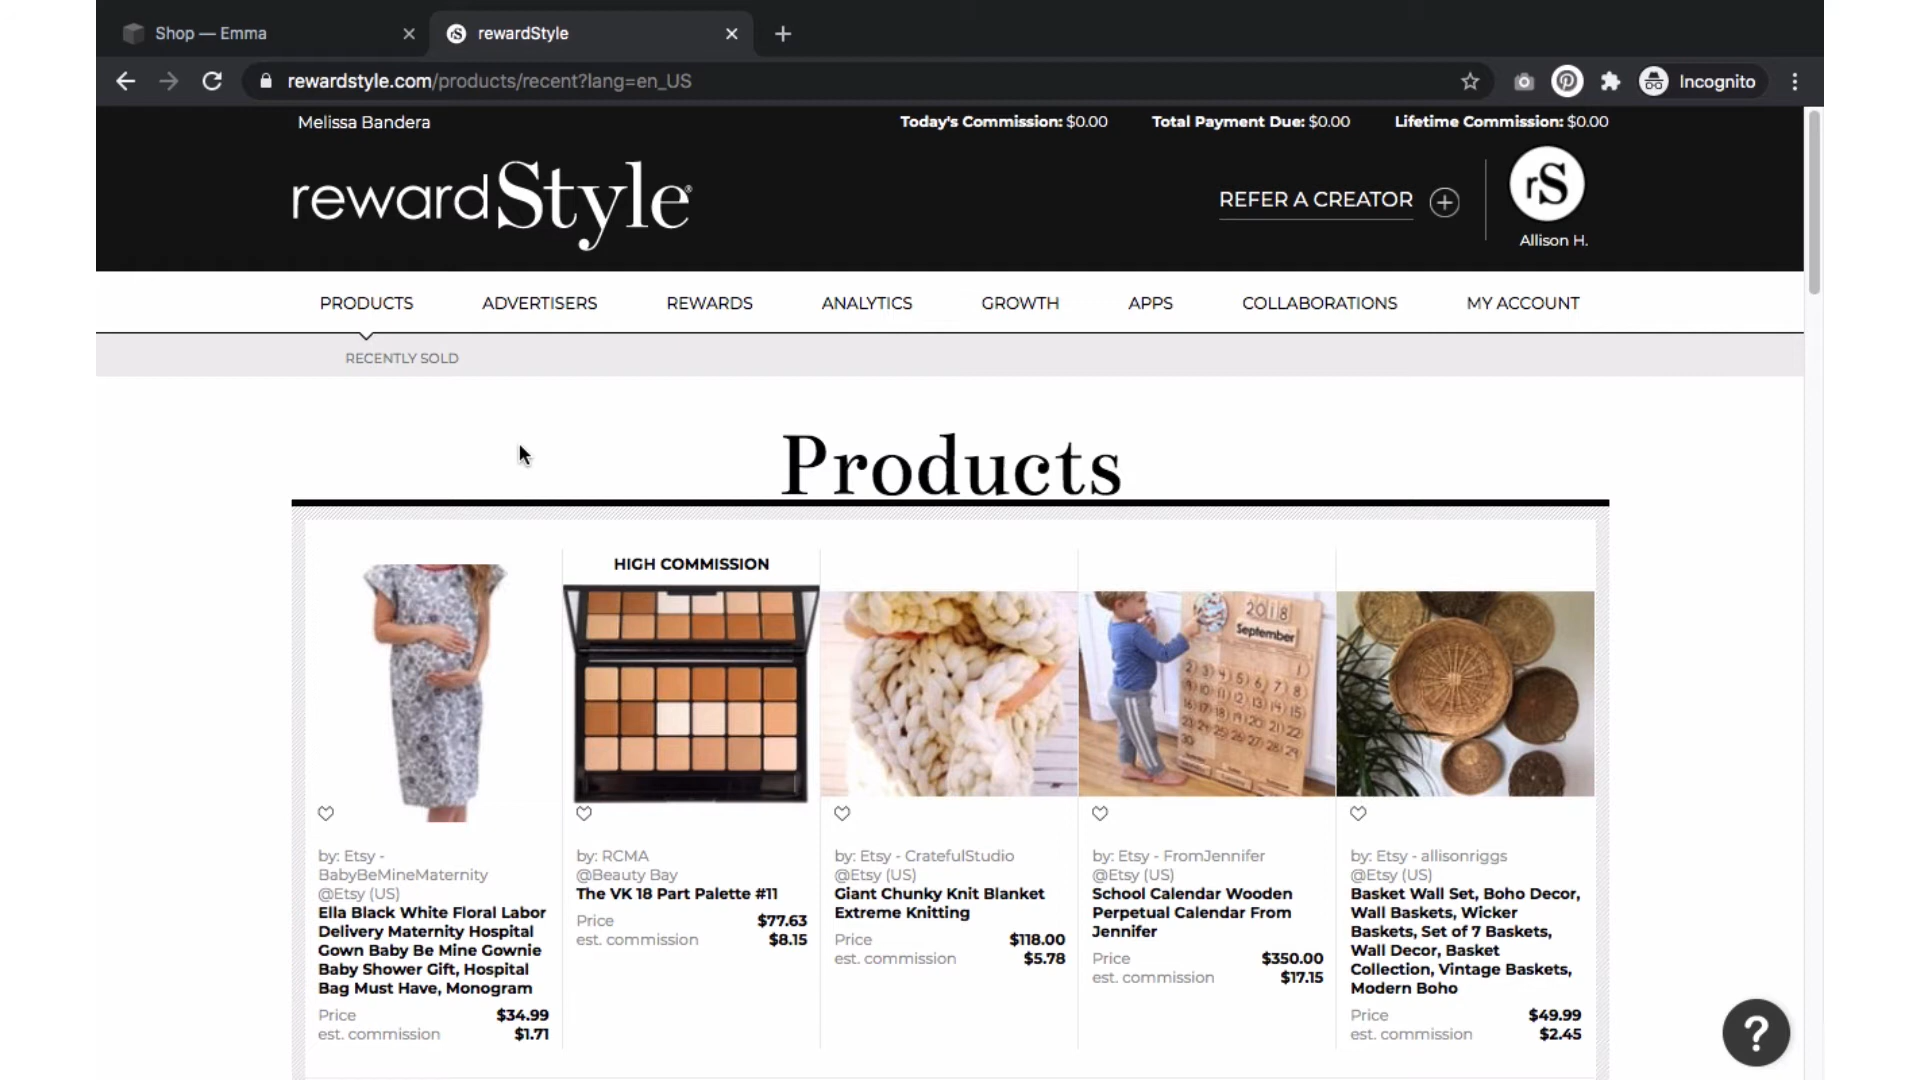 Shop — Emma
rewardStyle
rewardstyle.com/products/recent?lang=en_US
Incognito
Melissa Bandera
Today's Commission: $0.00
Total Payment Due: $0.00
Lifetime Commission: $0.00
rewardStyle®
REFER A CREATOR
rS
Allison H.
PRODUCTS
ADVERTISERS
REWARDS
ANALYTICS
GROWTH
APPS
COLLABORATIONS
MY ACCOUNT
RECENTLY SOLD
Products
by: Etsy -
BabyBeMineMaternity
@Etsy (US)
Ella Black White Floral Labor
Delivery Maternity Hospital
Gown Baby Be Mine Gownie
Baby Shower Gift, Hospital
Bag Must Have, Monogram
Price $34.99
est. commission $1.71
HIGH COMMISSION
by: RCMA
@Beauty Bay
The VK 18 Part Palette #11
Price $77.63
est. commission $8.15
by: Etsy - CratefulStudio
@Etsy (US)
Giant Chunky Knit Blanket
Extreme Knitting
Price $118.00
est. commission $5.78
2018
September
by: Etsy - FromJennifer
@Etsy (US)
School Calendar Wooden
Perpetual Calendar From
Jennifer
Price $350.00
est. commission $17.15
by: Etsy - allisonriggs
@Etsy (US)
Basket Wall Set, Boho Decor,
Wall Baskets, Wicker
Baskets, Set of 7 Baskets,
Wall Decor, Basket
Collection, Vintage Baskets,
Modern Boho
Price $49.99
est. commission $2.45
?